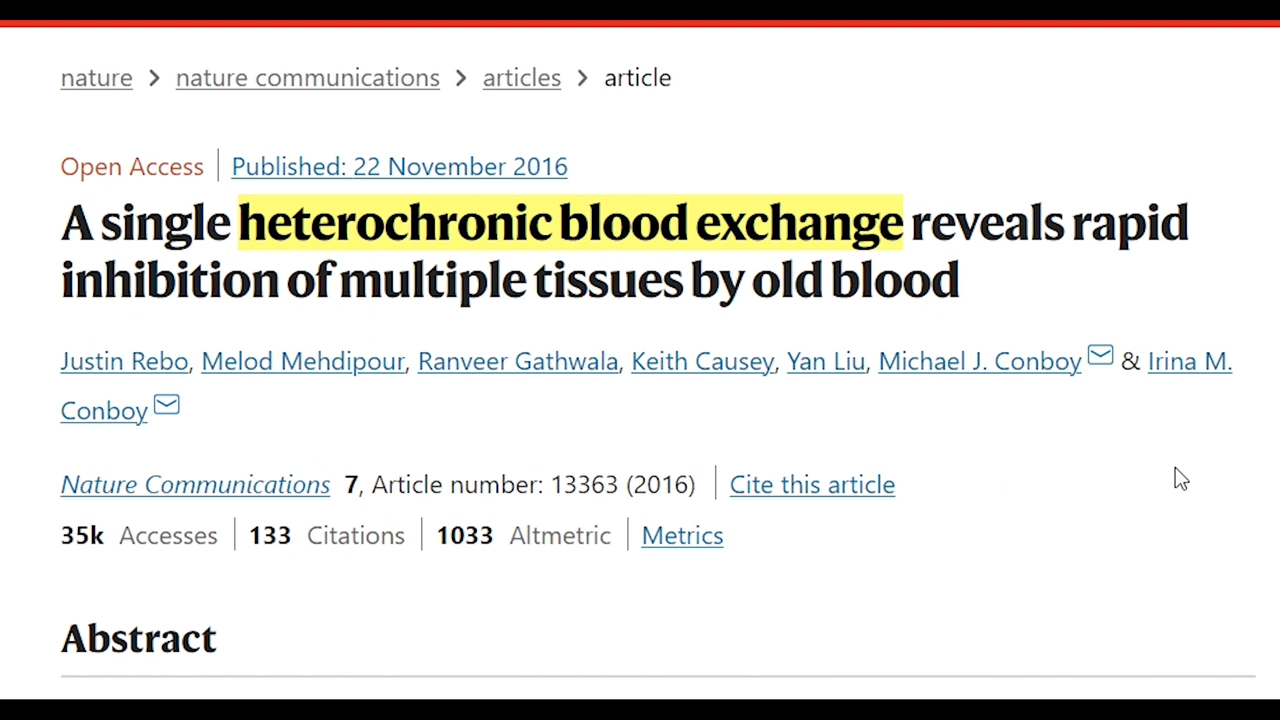 nature > nature communications > articles > article
Open Access | Published: 22 November 2016
A single heterochronic blood exchange reveals rapid
inhibition of multiple tissues by old blood
Justin Rebo, Melod Mehdipour, Ranveer Gathwala, Keith Causey, Yan Liu, Michael J. Conboy & Irina M.
Conboy
Nature Communications 7, Article number: 13363 (2016) | Cite this article
35k Accesses | 133 Citations | 1033 Altmetric | Metrics
Abstract